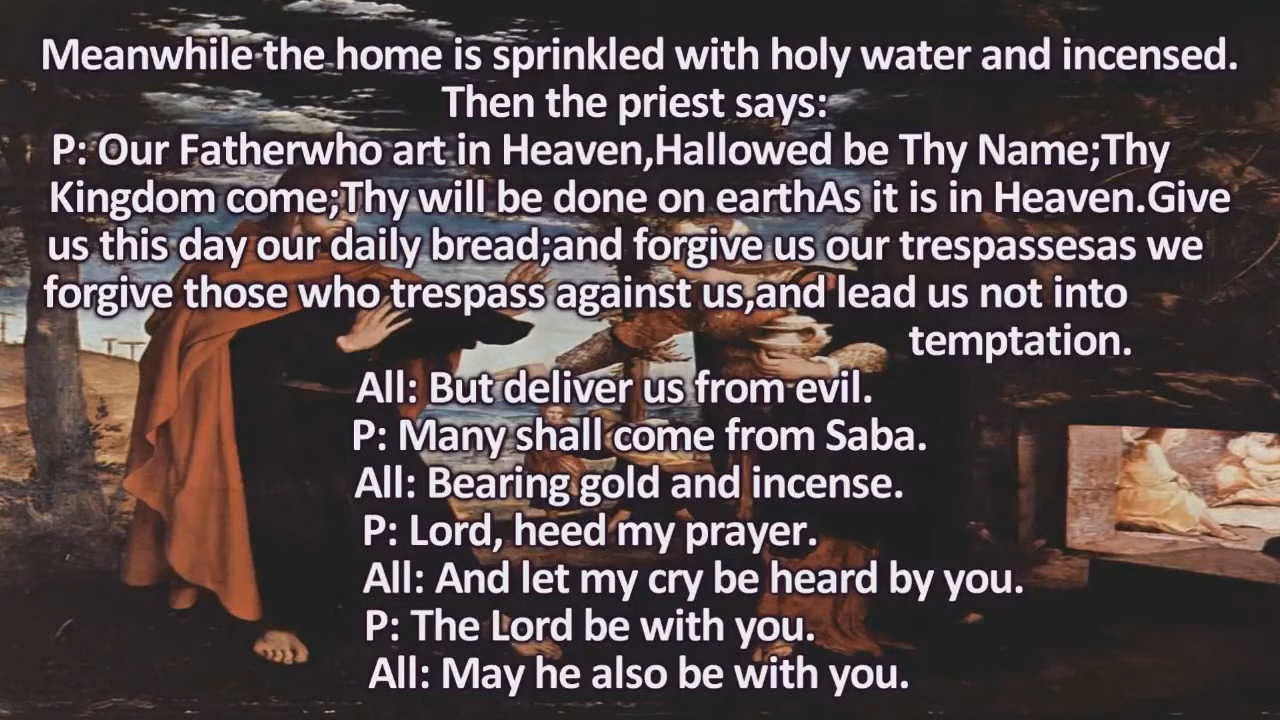 Meanwhile the home is sprinkled with holy water and incensed.
Then the priest says:
P: Our Fatherwho art in Heaven,Hallowed be Thy Name;Thy
Kingdom come;Thy will be done on earthAs it is in Heaven.Give
us this day our daily bread;and forgive us our trespassesas we
forgive those who trespass against us,and lead us not into
temptation.
All: But deliver us from evil.
P: Many shall come from Saba.
All: Bearing gold and incense.
P: Lord, heed my prayer.
All: And let my cry be heard by you.
P: The Lord be with you.
All: May he also be with you.